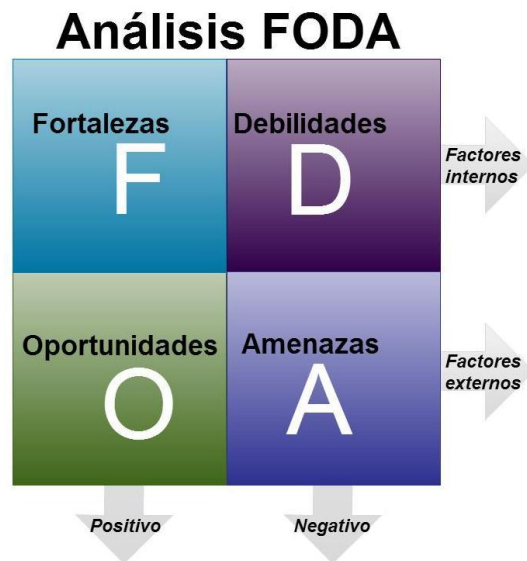 Análisis FODA
Fortalezas
F
Debilidades
D
Factores
internos
Oportunidades
O
Amenazas
A
Factores
externos
Positivo
Negativo